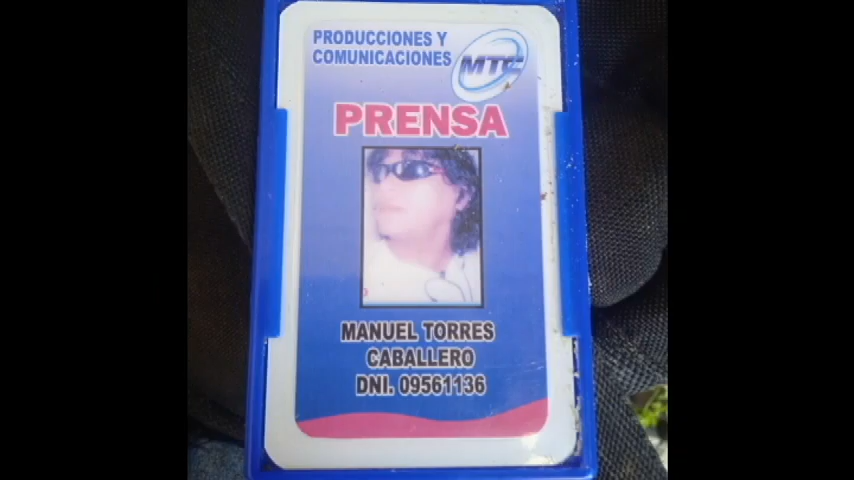 PRODUCCIONES Y
COMUNICACIONES
MTC
PRENSA
MANUEL TORRES
CABALLERO
DNI. 09561136